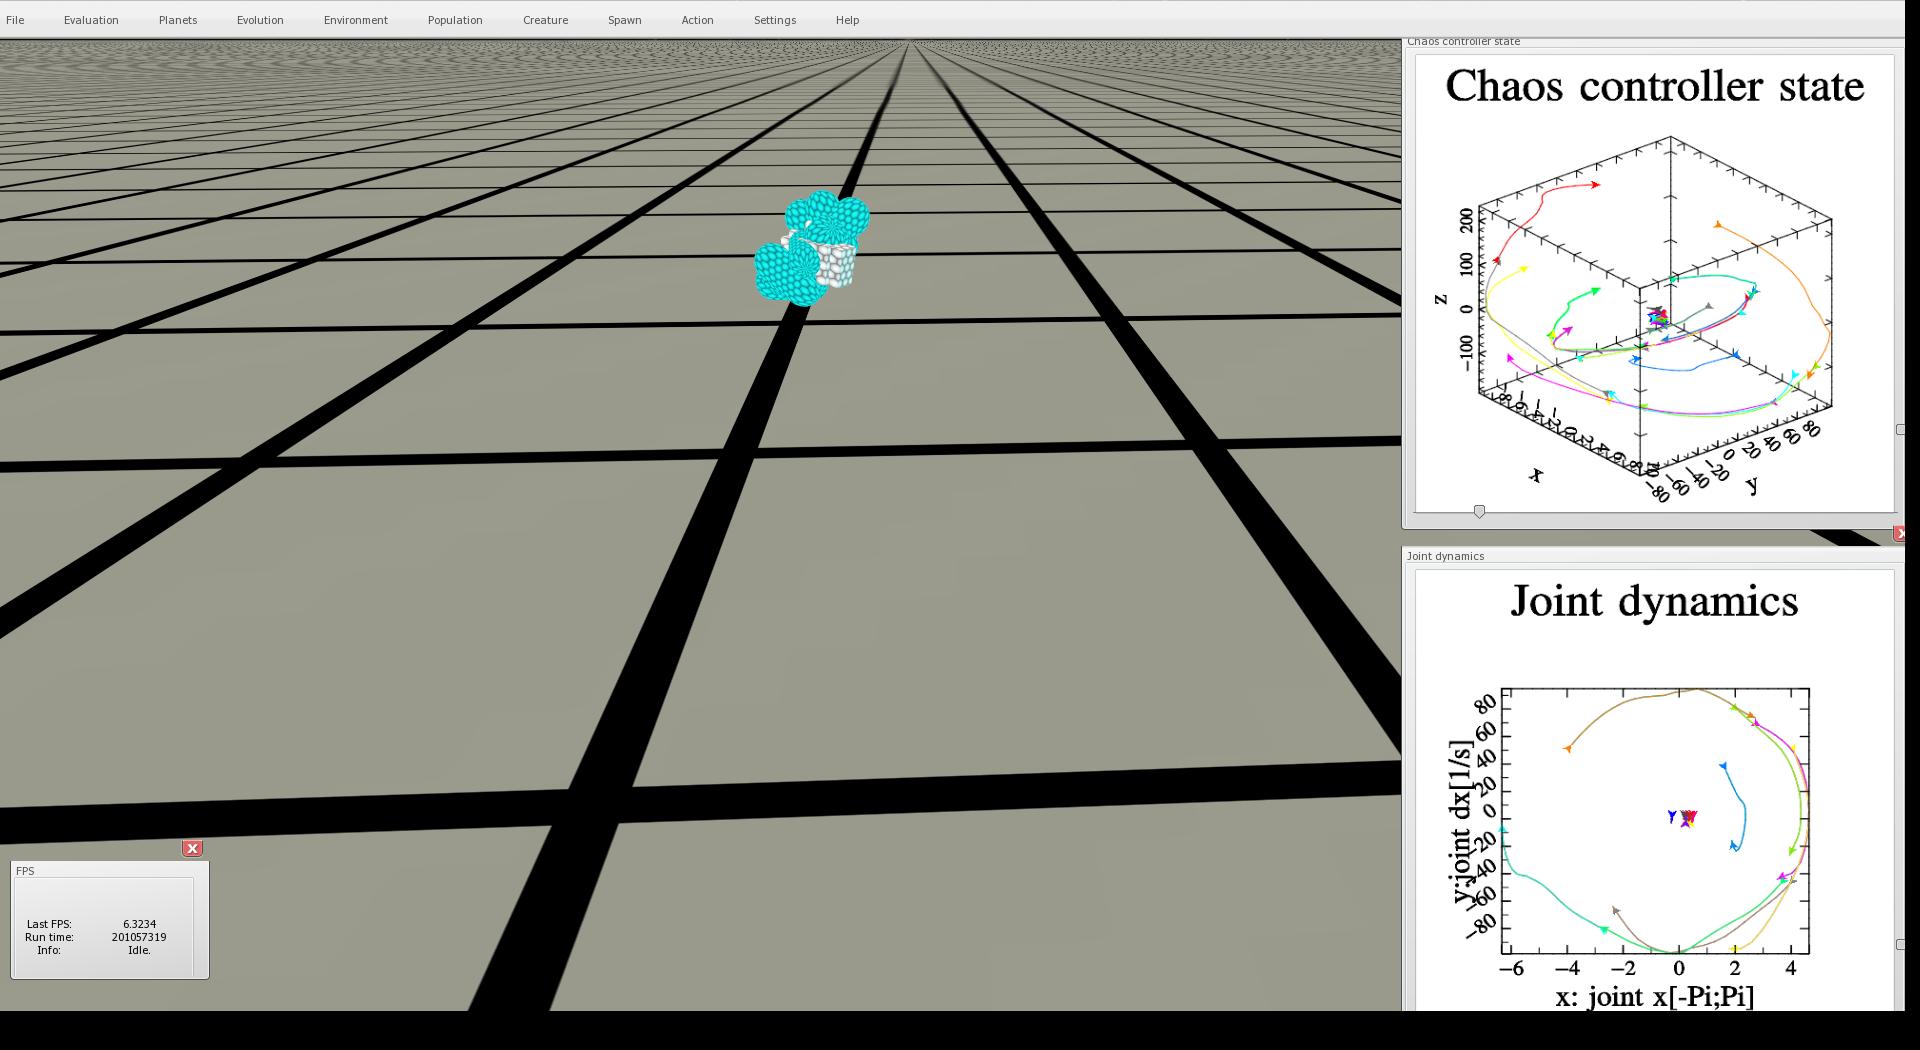 File Evaluation Planets Evolution Environment Population Creature Spawn Action Settings Help
Chaos controller state
Chaos controller state
200
100
0
-100
z
x
-80 -60 -40 -20 0 20 40 60 80
y
Joint dynamics
Joint dynamics
80
60
40
20
0
-20
-40
-60
-80
y:joint dx[1/s]
-6 -4 -2 0 2 4
x: joint x[-Pi;Pi]
FPS
Last FPS: 6.3234
Run time: 201057319
Info: Idle.